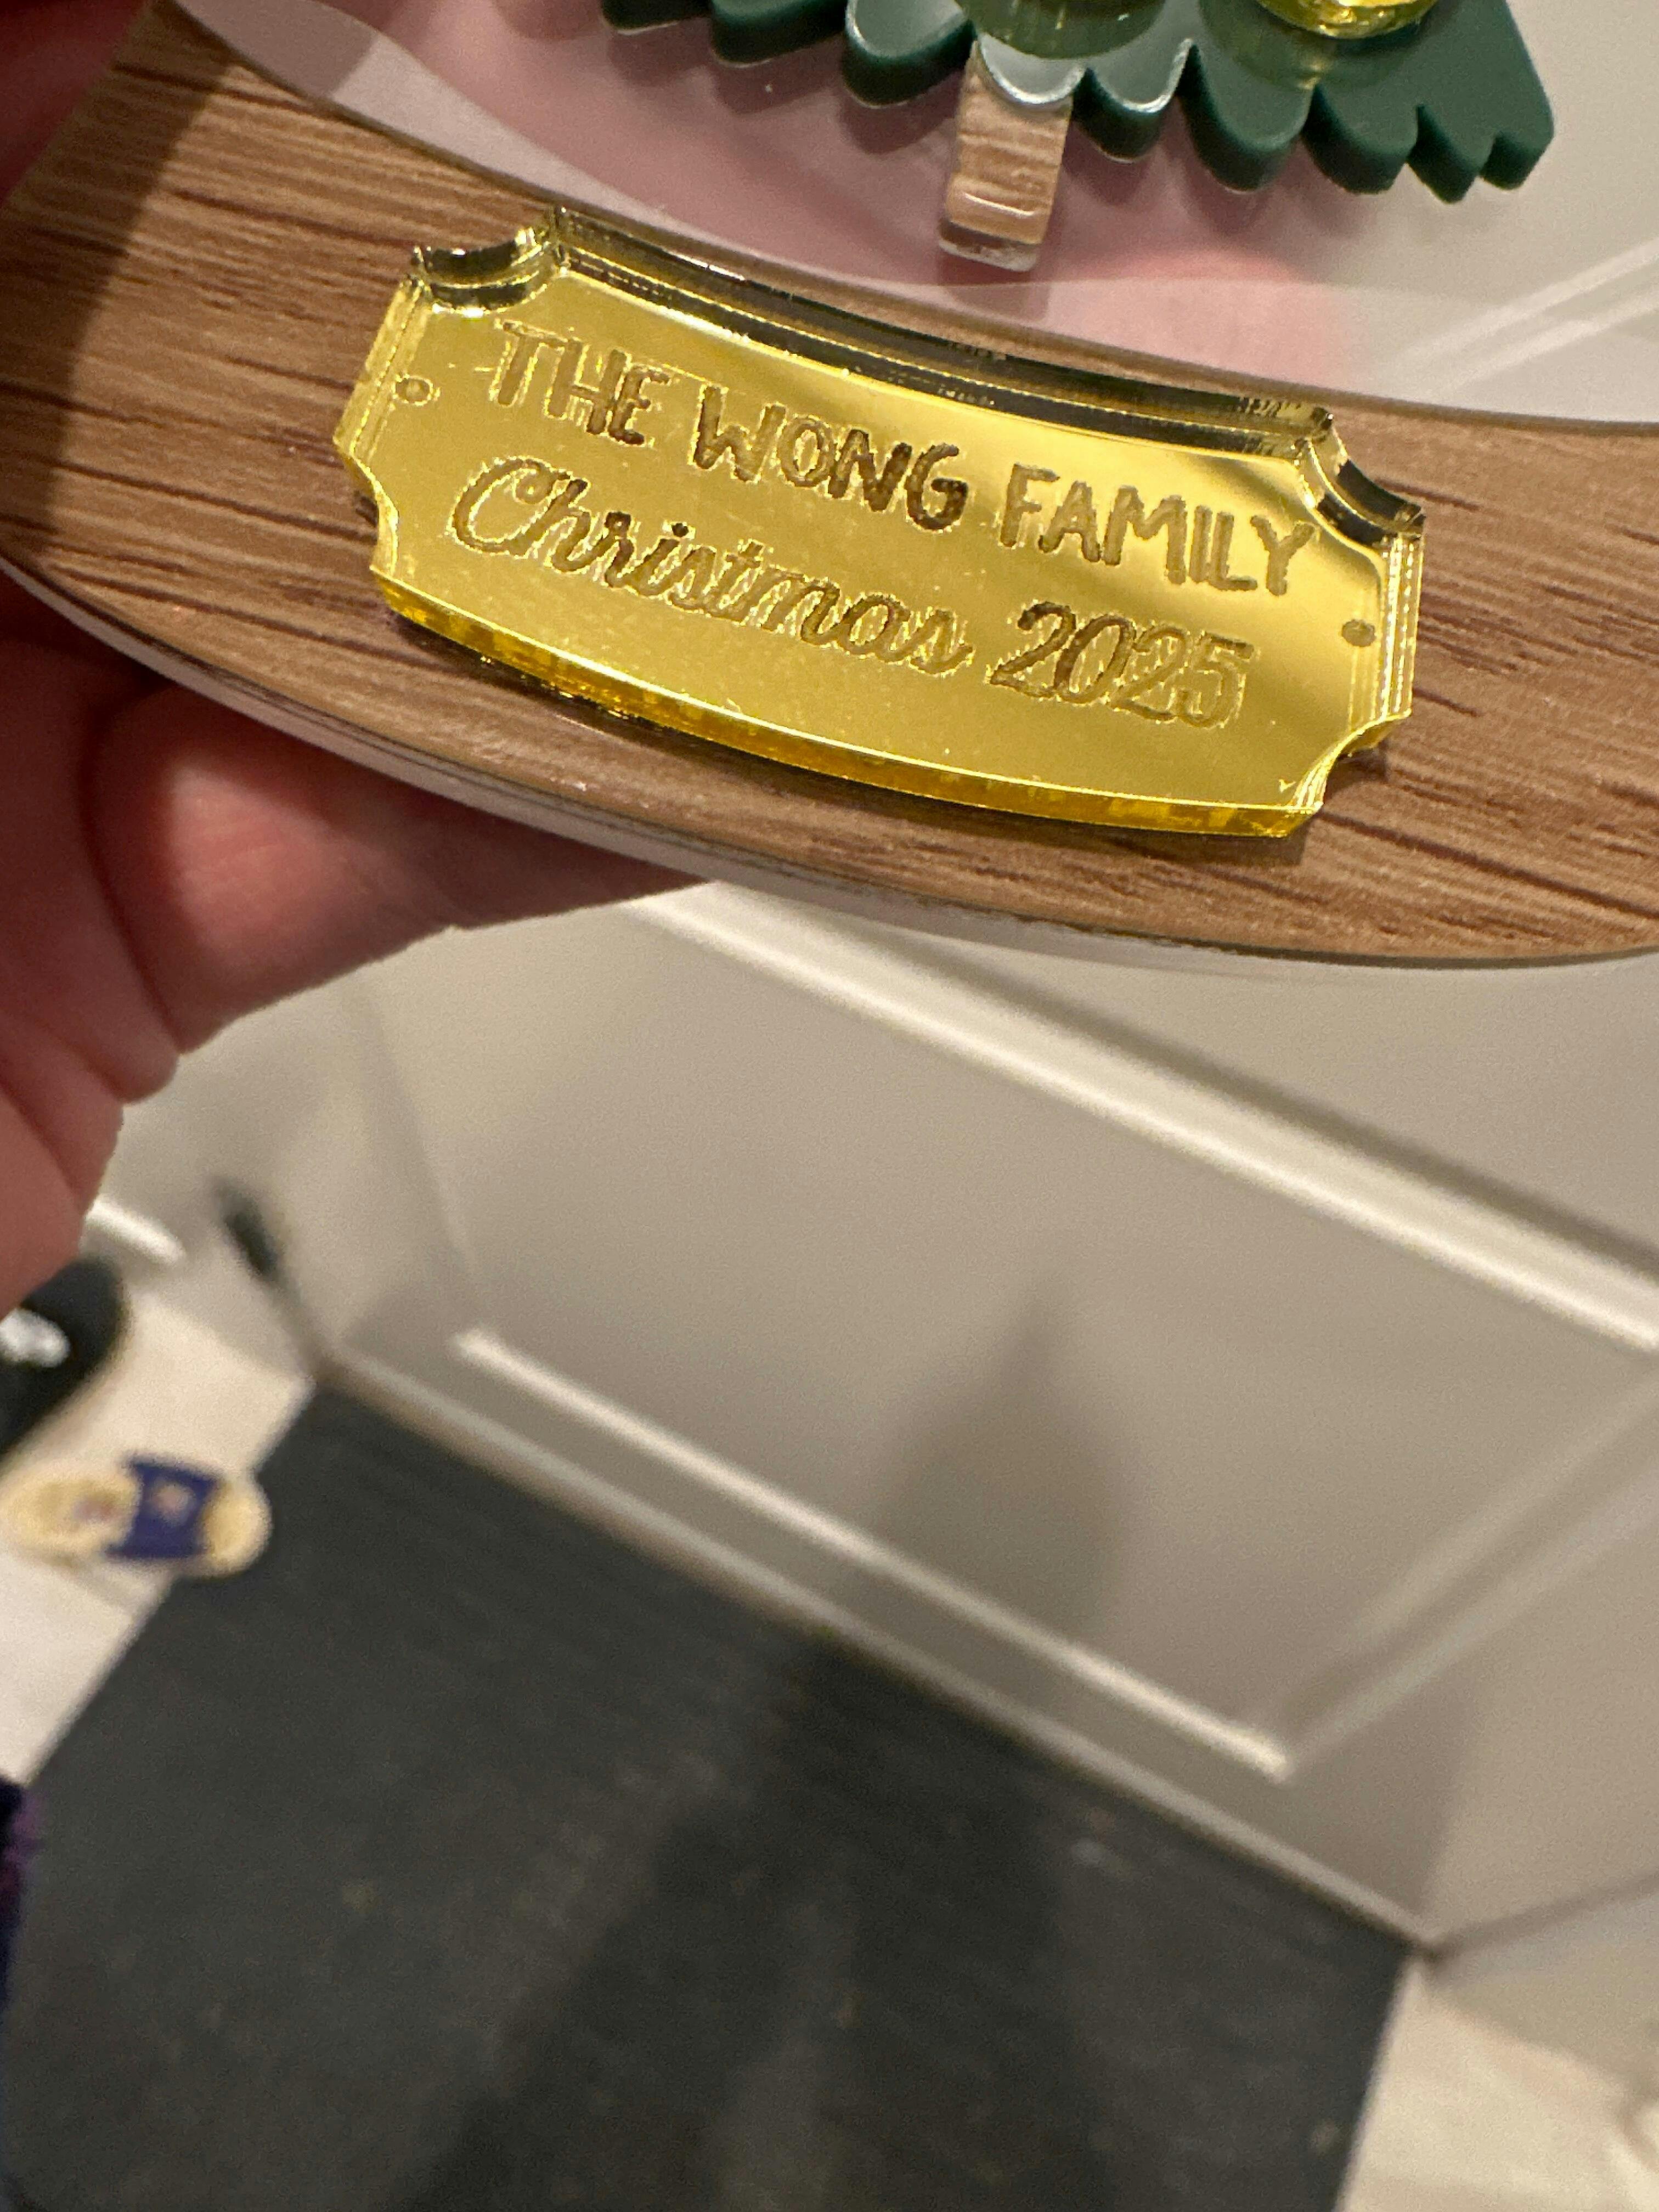 THE WONG FAMILY
Christmas 2025